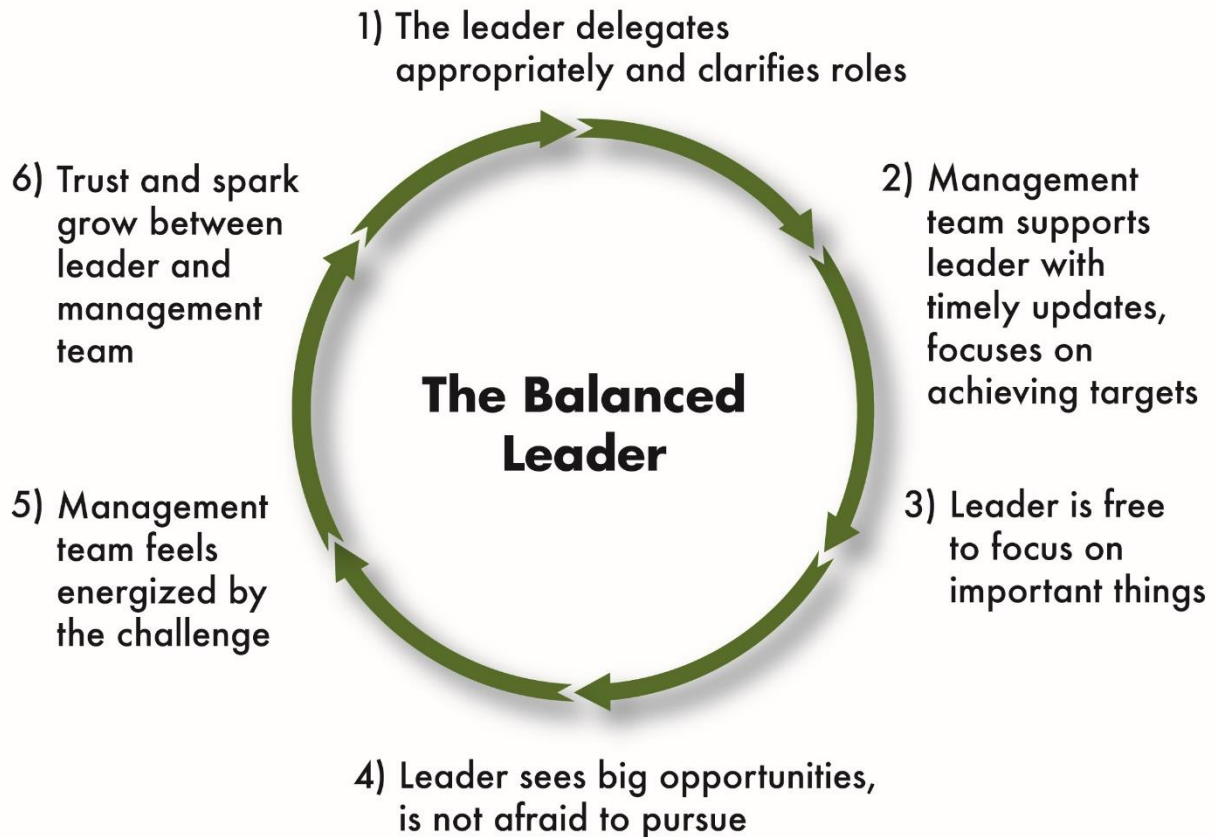 1) The leader delegates
appropriately and clarifies roles
2) Management
team supports
leader with
timely updates,
focuses on
achieving targets
3) Leader is free
to focus on
important things
4) Leader sees big opportunities,
is not afraid to pursue
5) Management
team feels
energized by
the challenge
6) Trust and spark
grow between
leader and
management
team
The Balanced
Leader